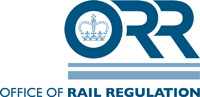 ORR
OFFICE OF RAIL REGULATION